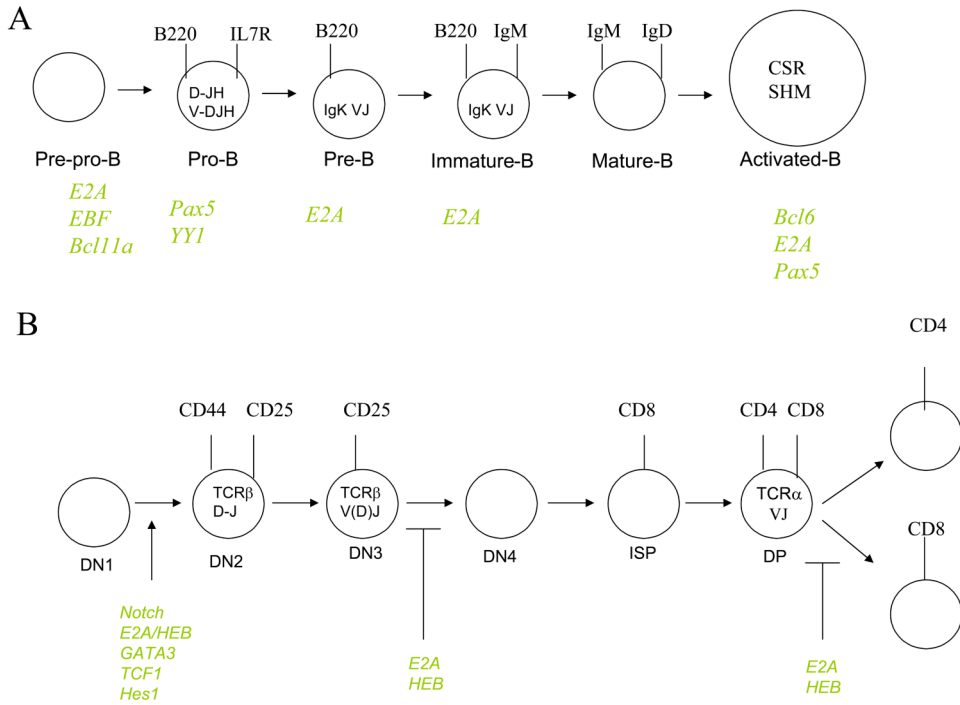 A
B220 IL7R B220 B220 IgM IgM IgD
D-JH
V-DJH
IgK VJ
IgK VJ
CSR
SHM
Pre-pro-B Pro-B Pre-B Immature-B Mature-B Activated-B
E2A
EBF
Bcl11a
Pax5
YY1
E2A
E2A
Bcl6
E2A
Pax5
B
CD4
CD44 CD25 CD25 CD8 CD4 CD8
TCRβ
D-J
TCRβ
V(D)J
TCRα
VJ
CD8
DN1 DN2 DN3 DN4 ISP DP
Notch
E2A/HEB
GATA3
TCF1
Hes1
E2A
HEB
E2A
HEB